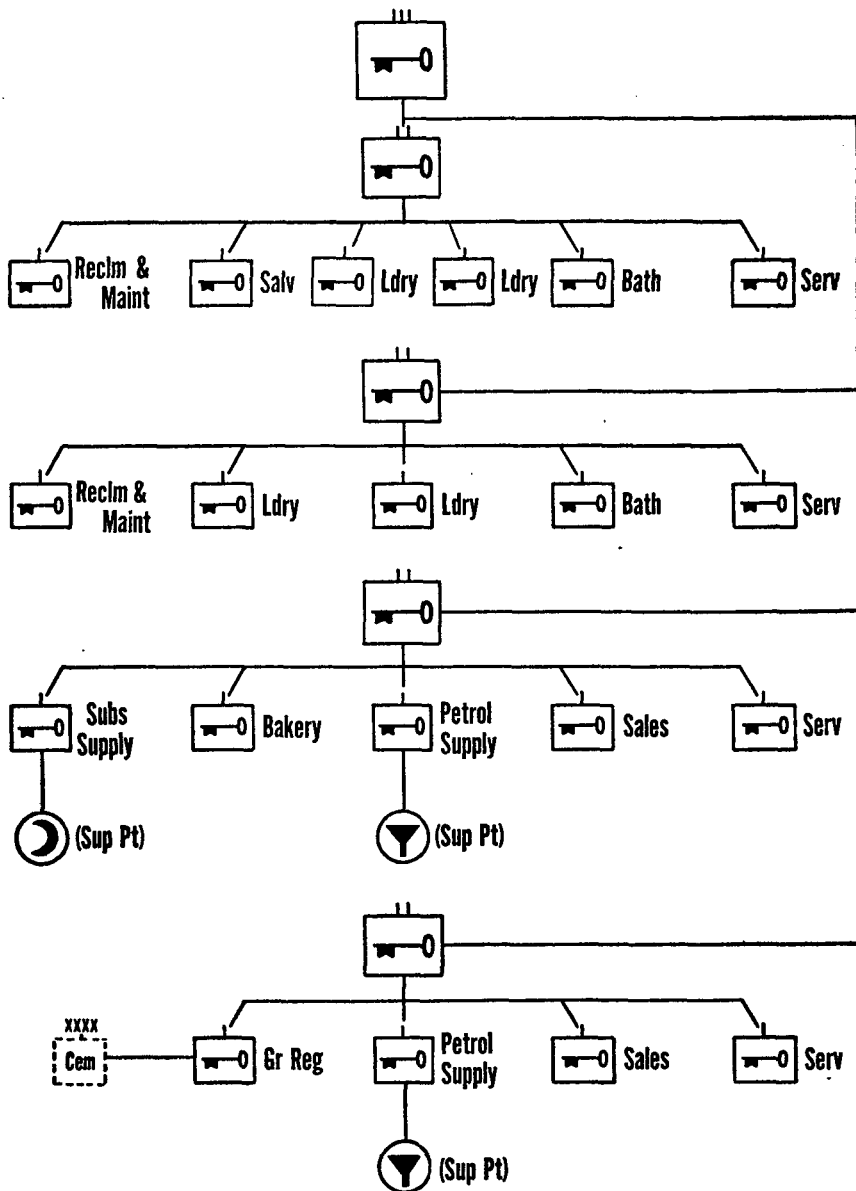 Reclm &
Maint
Salv
Ldry
Ldry
Bath
Serv
Reclm &
Maint
Ldry
Ldry
Bath
Serv
Subs
Supply
Bakery
Petrol
Supply
Sales
Serv
(Sup Pt)
(Sup Pt)
XXXX
Cem
Gr Reg
Petrol
Supply
Sales
Serv
(Sup Pt)